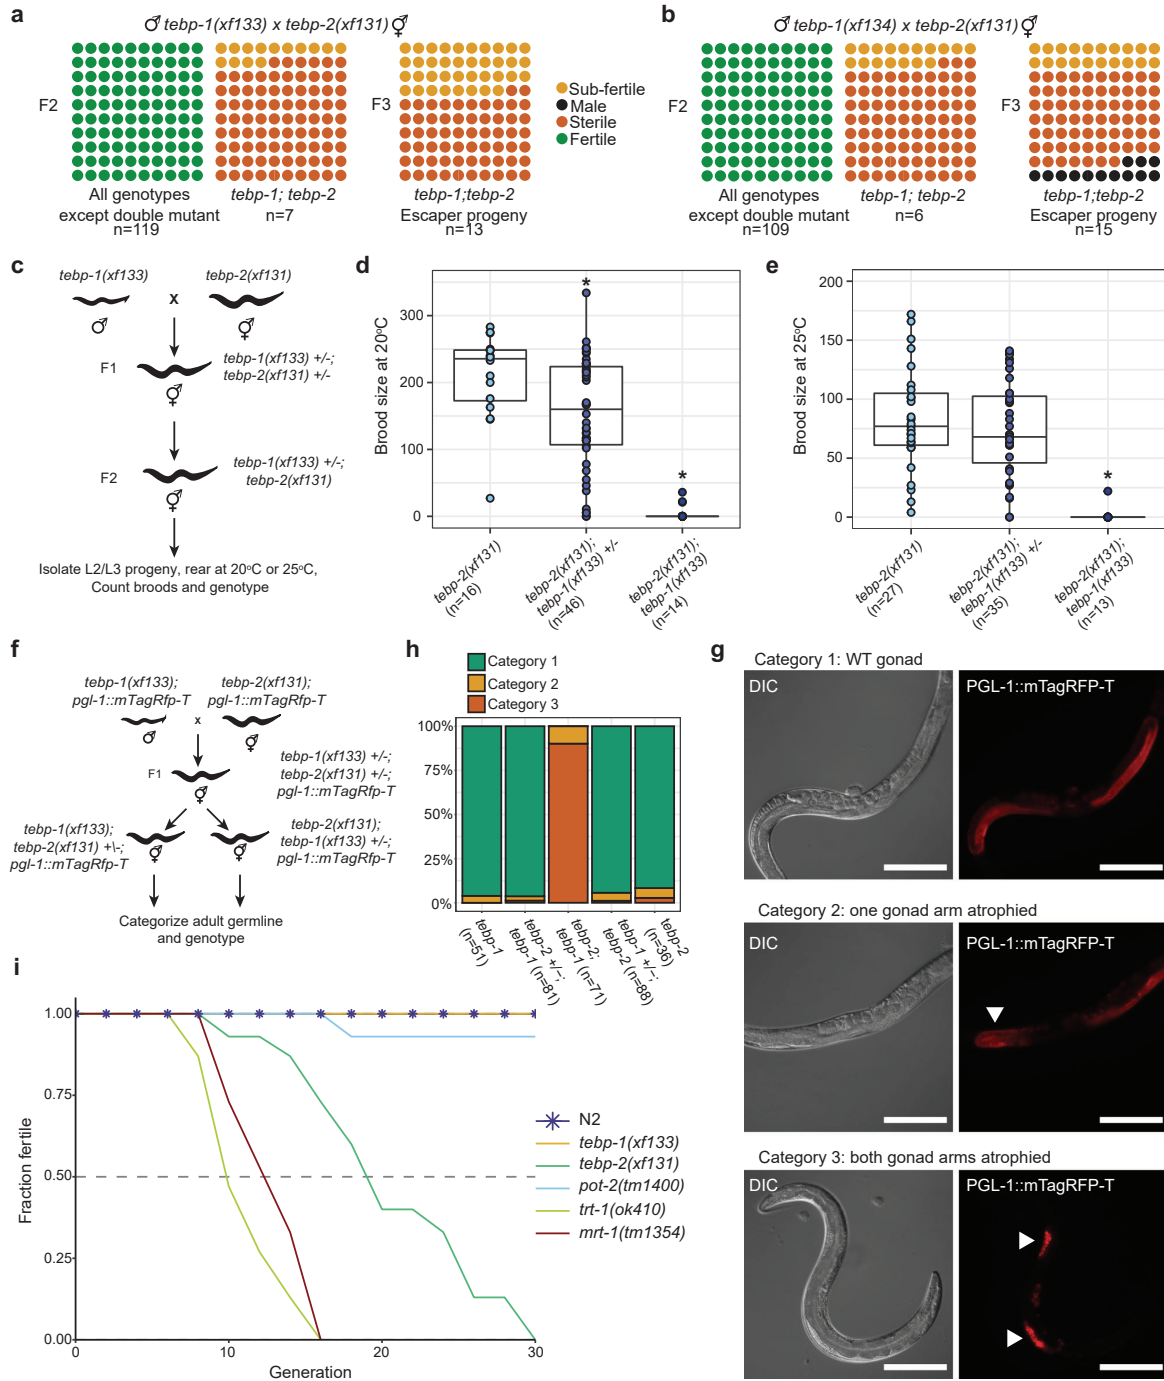 a
♂ tebp-1(xf133) x tebp-2(xf131) ⚥
F2
All genotypes
except double mutant
n=119
tebp-1; tebp-2
n=7
F3
tebp-1;tebp-2
Escaper progeny
n=13
Sub-fertile
Male
Sterile
Fertile
b
♂ tebp-1(xf134) x tebp-2(xf131) ⚥
F2
All genotypes
except double mutant
n=109
tebp-1; tebp-2
n=6
F3
tebp-1;tebp-2
Escaper progeny
n=15
c
tebp-1(xf133)
tebp-2(xf131)
x
♂
⚥
F1
tebp-1(xf133) +/-;
tebp-2(xf131) +/-
⚥
F2
tebp-1(xf133) +/-;
tebp-2(xf131)
⚥
Isolate L2/L3 progeny, rear at 20°C or 25°C,
Count broods and genotype
d
Brood size at 20°C
300
200
100
0
*
*
tebp-2(xf131)
(n=16)
tebp-2(xf131);
tebp-1(xf133) +/-
(n=46)
tebp-2(xf131);
tebp-1(xf133)
(n=14)
e
Brood size at 25°C
200
150
100
50
0
*
tebp-2(xf131)
(n=27)
tebp-2(xf131);
tebp-1(xf133) +/-
(n=35)
tebp-2(xf131);
tebp-1(xf133)
(n=13)
f
tebp-1(xf133);
pgl-1::mTagRfp-T
tebp-2(xf131);
pgl-1::mTagRfp-T
x
♂
⚥
F1
tebp-1(xf133) +/-;
tebp-2(xf131) +/-;
pgl-1::mTagRfp-T
⚥
tebp-1(xf133);
tebp-2(xf131) +\-;
pgl-1::mTagRfp-T
tebp-2(xf131);
tebp-1(xf133) +/-;
pgl-1::mTagRfp-T
⚥
⚥
Categorize adult germline
and genotype
h
Category 1
Category 2
Category 3
100%
75%
50%
25%
0%
tebp-1
(n=51)
tebp-2 +/-;
tebp-1 (n=81)
tebp-2;
tebp-1 (n=71)
tebp-1 +/-;
tebp-2 (n=88)
tebp-2
(n=36)
g
Category 1: WT gonad
DIC
PGL-1::mTagRFP-T
Category 2: one gonad arm atrophied
DIC
PGL-1::mTagRFP-T
Category 3: both gonad arms atrophied
DIC
PGL-1::mTagRFP-T
i
Fraction fertile
1.00
0.75
0.50
0.25
0.00
0
10
20
30
Generation
N2
tebp-1(xf133)
tebp-2(xf131)
pot-2(tm1400)
trt-1(ok410)
mrt-1(tm1354)